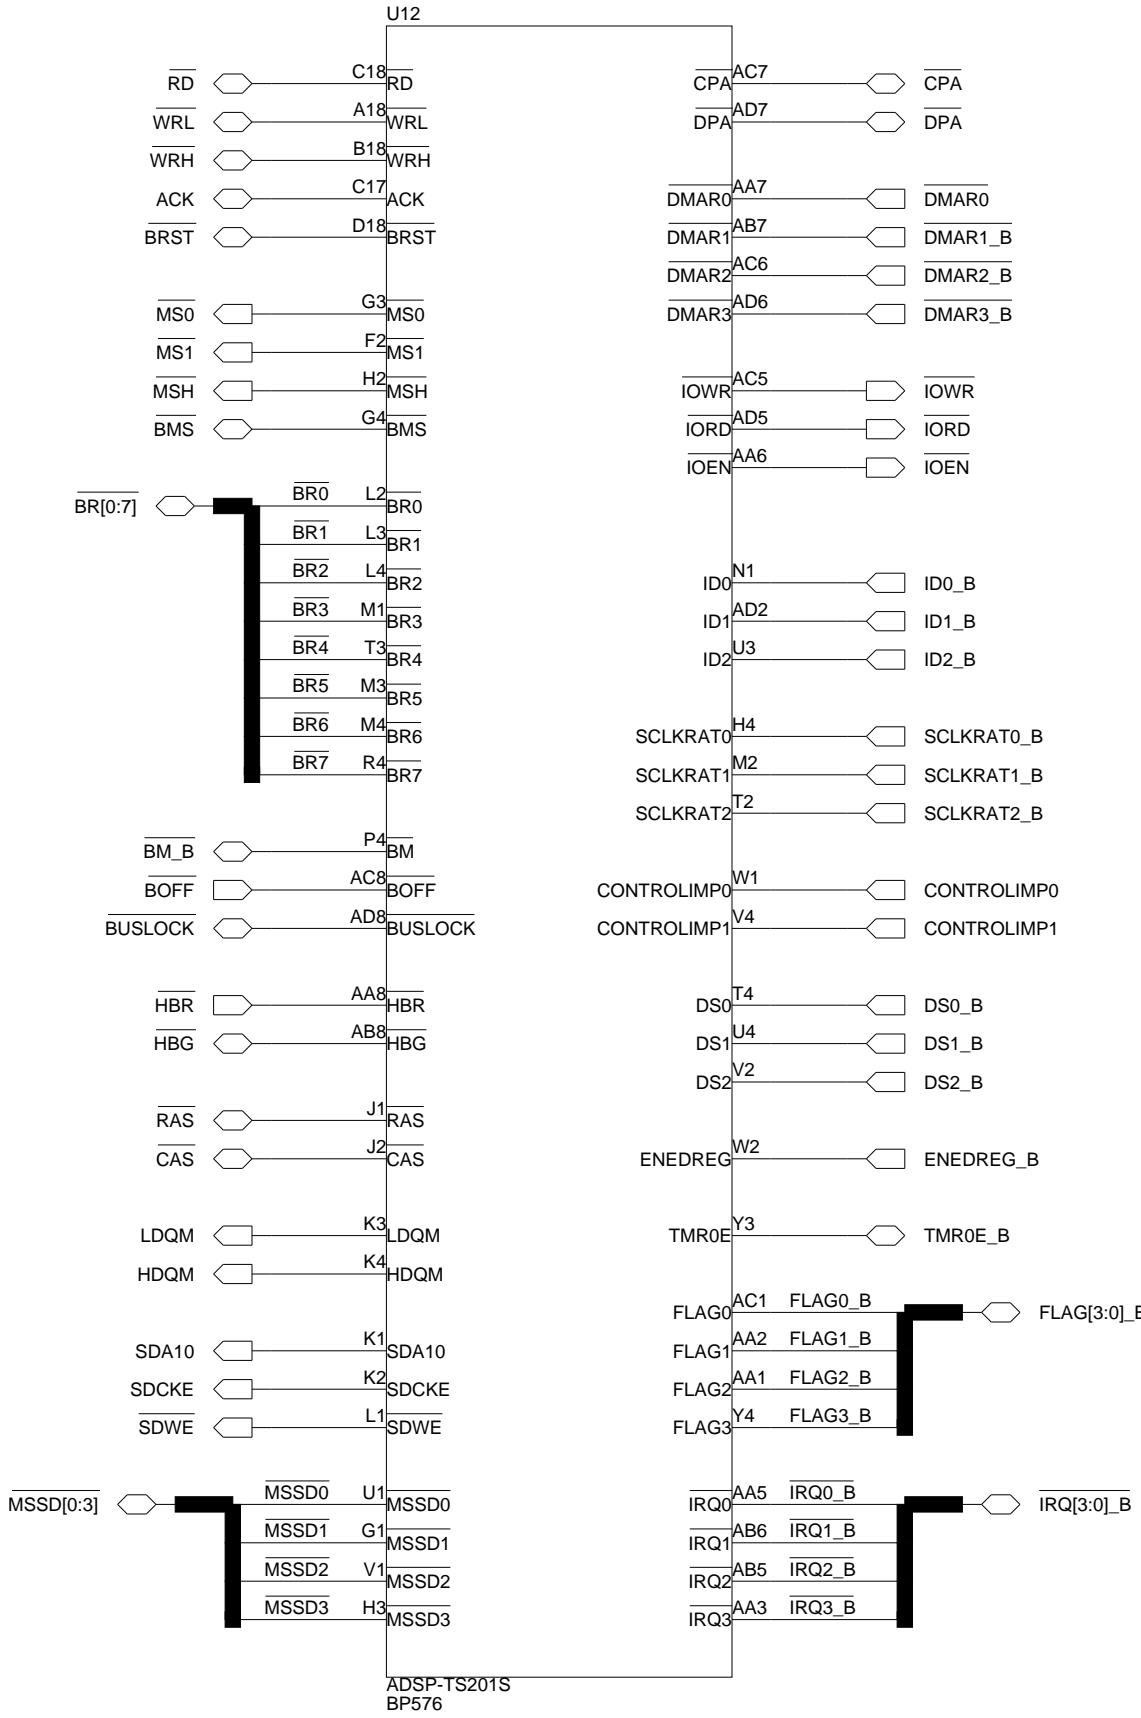 U12
RD C18 RD CPA AC7 CPA
WRL A18 WRL DPA AD7 DPA
WRH B18 WRH
ACK C17 ACK DMAR0 AA7 DMAR0
BRST D18 BRST DMAR1 AB7 DMAR1_B
DMAR2 AC6 DMAR2_B
MS0 G3 MS0 DMAR3 AD6 DMAR3_B
MS1 F2 MS1
MSH H2 MSH IOWR AC5 IOWR
BMS G4 BMS IORD AD5 IORD
IOEN AA6 IOEN
BR[0:7] BR0 L2 BR0
BR1 L3 BR1
BR2 L4 BR2 ID0 N1 ID0_B
BR3 M1 BR3 ID1 AD2 ID1_B
BR4 T3 BR4 ID2 U3 ID2_B
BR5 M3 BR5
BR6 M4 BR6 SCLKRAT0 H4 SCLKRAT0_B
BR7 R4 BR7 SCLKRAT1 M2 SCLKRAT1_B
SCLKRAT2 T2 SCLKRAT2_B
BM_B P4 BM
BOFF AC8 BOFF CONTROLIMP0 W1 CONTROLIMP0
BUSLOCK AD8 BUSLOCK CONTROLIMP1 V4 CONTROLIMP1
HBR AA8 HBR DS0 T4 DS0_B
HBG AB8 HBG DS1 U4 DS1_B
DS2 V2 DS2_B
RAS J1 RAS
CAS J2 CAS ENEDREG W2 ENEDREG_B
LDQM K3 LDQM TMR0E Y3 TMR0E_B
HDQM K4 HDQM
FLAG0 AC1 FLAG0_B FLAG[3:0]_B
SDA10 K1 SDA10 FLAG1 AA2 FLAG1_B
SDCKE K2 SDCKE FLAG2 AA1 FLAG2_B
SDWE L1 SDWE FLAG3 Y4 FLAG3_B
MSSD[0:3] MSSD0 U1 MSSD0 IRQ0 AA5 IRQ0_B IRQ[3:0]_B
MSSD1 G1 MSSD1 IRQ1 AB6 IRQ1_B
MSSD2 V1 MSSD2 IRQ2 AB5 IRQ2_B
MSSD3 H3 MSSD3 IRQ3 AA3 IRQ3_B
ADSP-TS201S
BP576